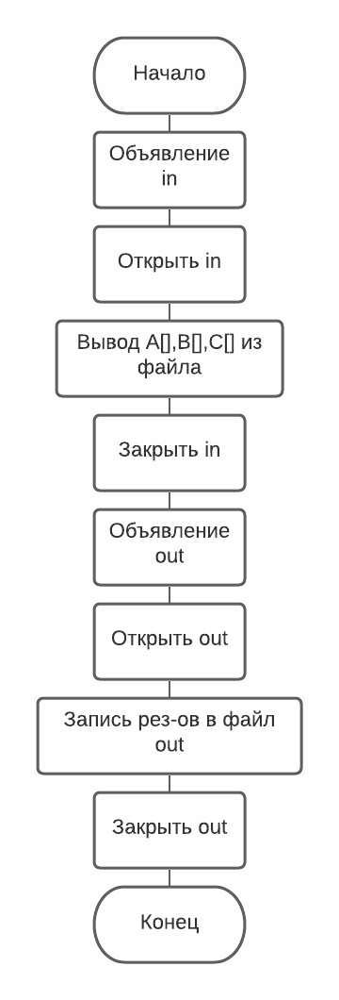 Начало
Объявление
in
Открыть in
Вывод A[],B[],C[] из
файла
Закрыть in
Объявление
out
Открыть out
Запись рез-ов в файл
out
Закрыть out
Конец